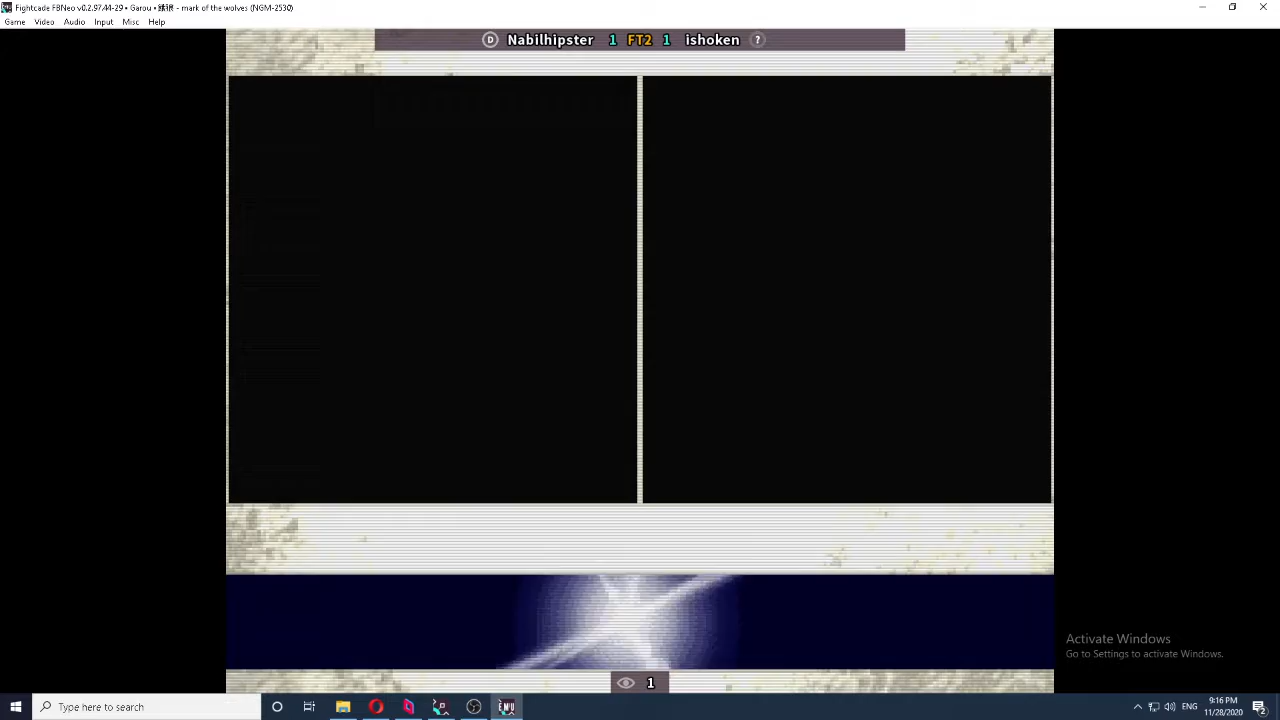 Fightcade FBNeo v0.2.97.44-29 • Garou • 餓狼 - mark of the wolves (NGM-2530)
Game Video Audio Input Misc Help
D Nabilhipster 1 FT2 1 ishoken ?
Activate Windows
Go to Settings to activate Windows.
1
Type here to search
ENG
9:16 PM
11/28/2020
2